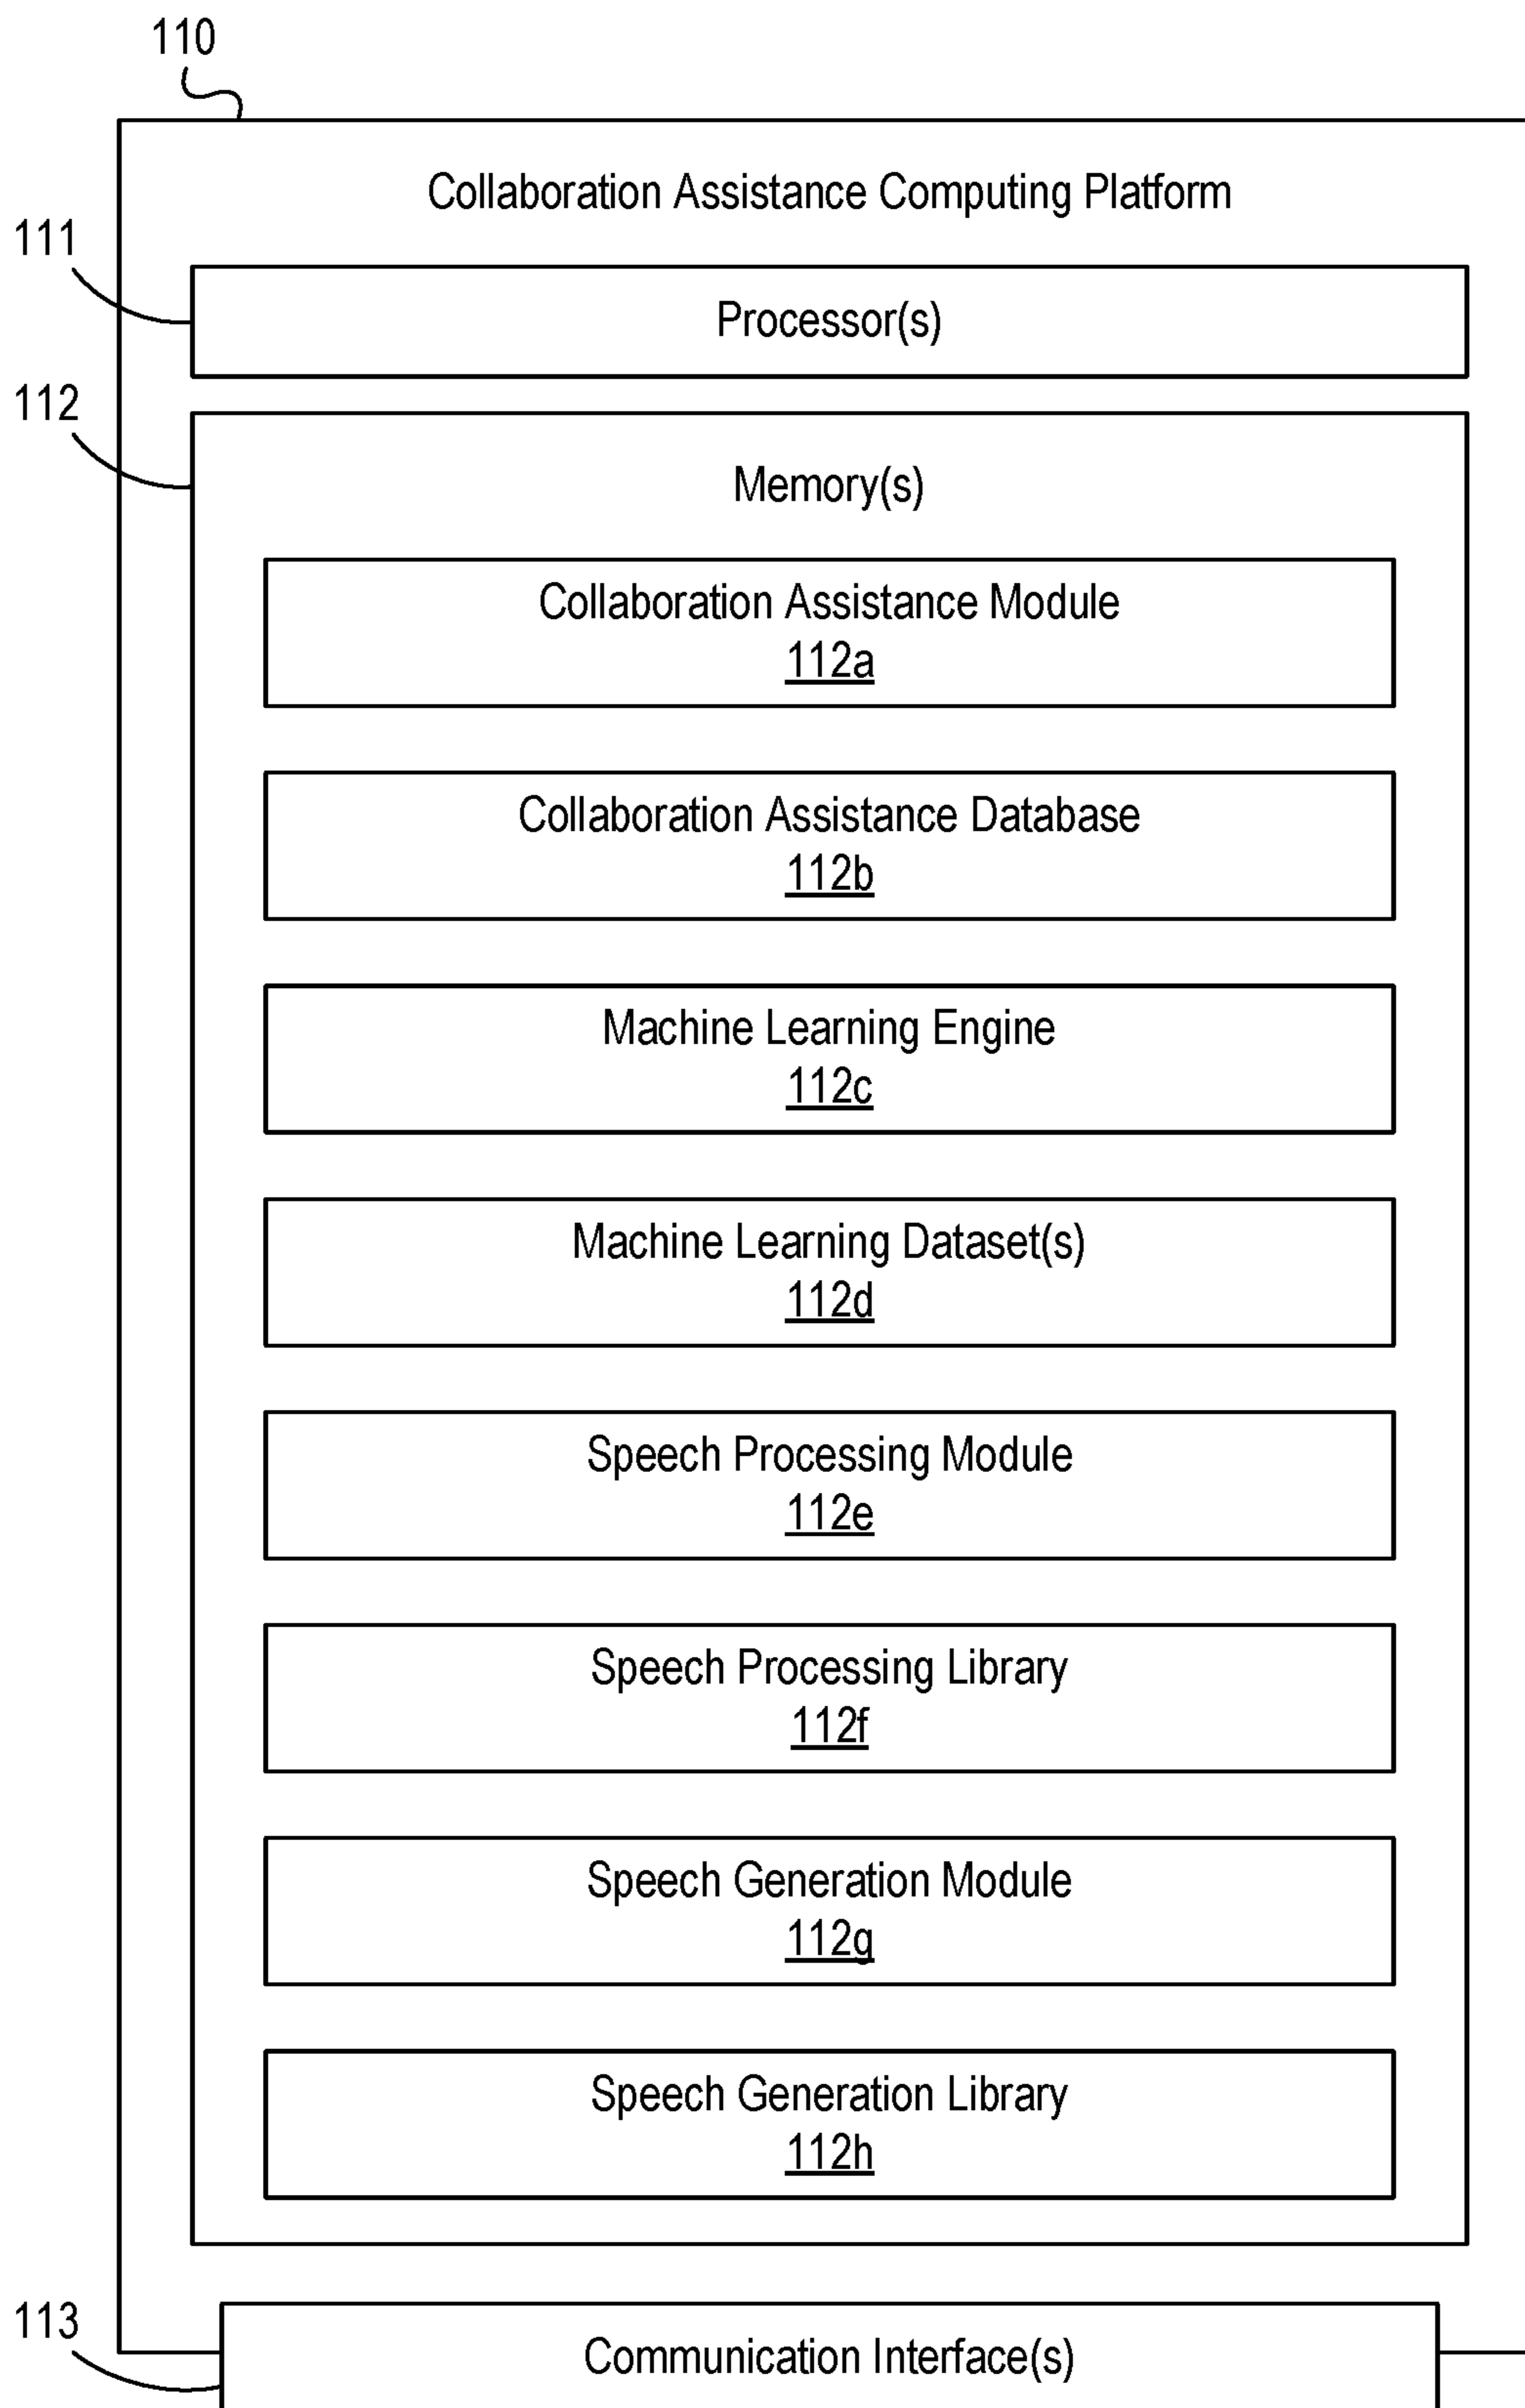 110
Collaboration Assistance Computing Platform
111
Processor(s)
112
Memory(s)
Collaboration Assistance Module
112a
Collaboration Assistance Database
112b
Machine Learning Engine
112c
Machine Learning Dataset(s)
112d
Speech Processing Module
112e
Speech Processing Library
112f
Speech Generation Module
112g
Speech Generation Library
112h
113
Communication Interface(s)